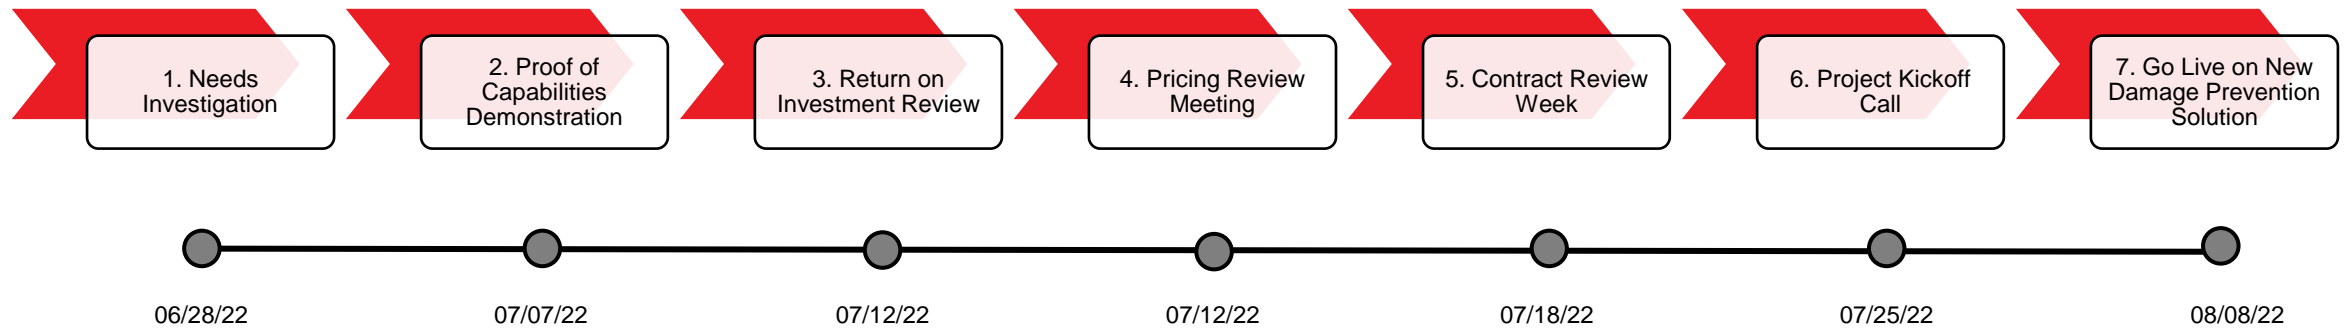 1. Needs
Investigation
2. Proof of
Capabilities
Demonstration
3. Return on
Investment Review
4. Pricing Review
Meeting
5. Contract Review
Week
6. Project Kickoff
Call
7. Go Live on New
Damage Prevention
Solution
06/28/22
07/07/22
07/12/22
07/12/22
07/18/22
07/25/22
08/08/22